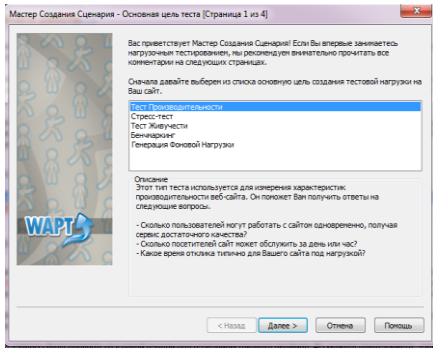 Мастер Создания Сценария - Основная цель теста [Страница 1 из 4]
Вас приветствует Мастер Создания Сценария! Если Вы впервые занимаетесь
нагрузочным тестированием, мы рекомендуем внимательно прочитать все
комментарии на следующих страницах.
Сначала давайте выберем из списка основную цель создания тестовой нагрузки на
Ваш сайт.
Тест Производительности
Стресс-тест
Тест Живучести
Бенчмаркинг
Генерация Фоновой Нагрузки
Описание
Этот тип теста используется для измерения характеристик
производительности веб-сайта. Он поможет Вам получить ответы на
следующие вопросы.
- Сколько пользователей могут работать с сайтом одновременно, получая
сервис достаточного качества?
- Сколько посетителей сайт может обслужить за день или час?
- Какое время отклика типично для Вашего сайта под нагрузкой?
WAPT
< Назад
Далее >
Отмена
Помощь